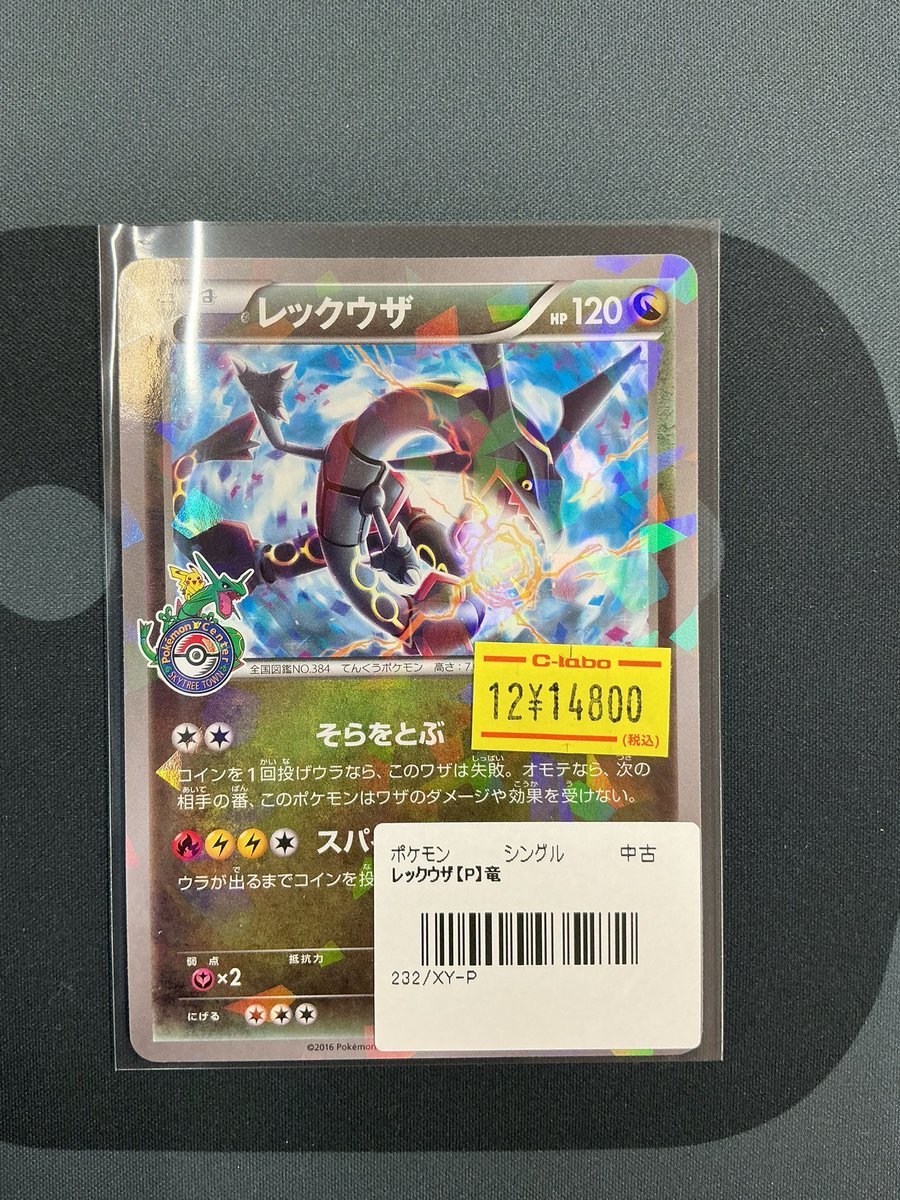 レックウザ
HP 120
Pokémon Center
SKYTREE TOWN
全国図鑑NO.384 てんくうポケモン 高さ:7.
C-labo
12¥14800
(税込)
そらをとぶ
コインを1回投げウラなら、このワザは失敗。オモテなら、次の
相手の番、このポケモンはワザのダメージや効果を受けない。
スパ
ウラが出るまでコインを投
ポケモン シングル 中古
レックウザ【P】竜
232/XY-P
弱点 抵抗力
×2
にげる
©2016 Pokémon